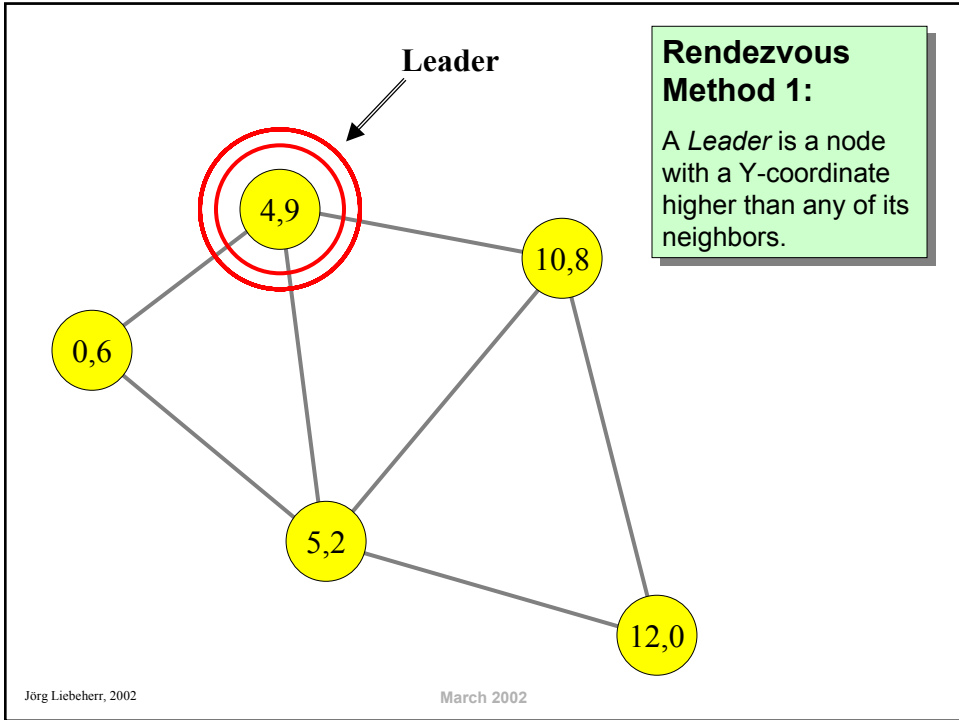 Leader
Rendezvous
Method 1:
A Leader is a node
with a Y-coordinate
higher than any of its
neighbors.
4,9
10,8
0,6
5,2
12,0
Jörg Liebeherr, 2002
March 2002